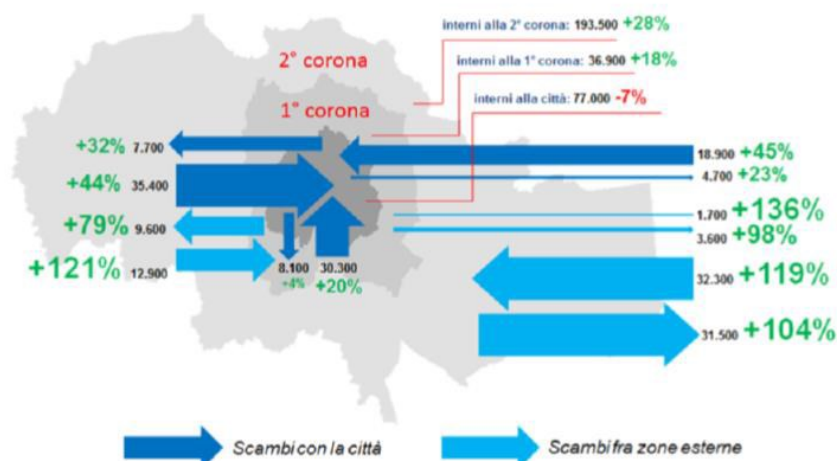 interni alla 2° corona: 193.500 +28%
2° corona
interni alla 1° corona: 36.900 +18%
1° corona
interni alla città: 77.000 -7%
+32% 7.700
18.900 +45%
+44% 35.400
4.700 +23%
+79% 9.600
1.700 +136%
3.600 +98%
+121% 12.900
8.100 30.300
+4% +20%
32.300 +119%
31.500 +104%
Scambi con la città
Scambi fra zone esterne